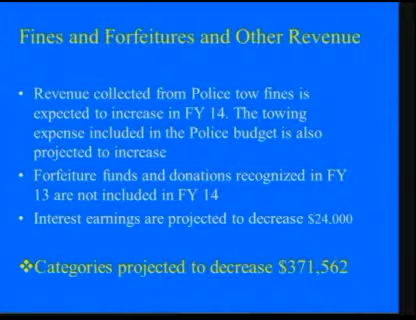 Fines and Forfeitures and Other Revenue
• Revenue collected from Police tow fines is
expected to increase in FY 14. The towing
expense included in the Police budget is also
projected to increase
• Forfeiture funds and donations recognized in FY
13 are not included in FY 14
• Interest earnings are projected to decrease $24,000
❖Categories projected to decrease $371,562